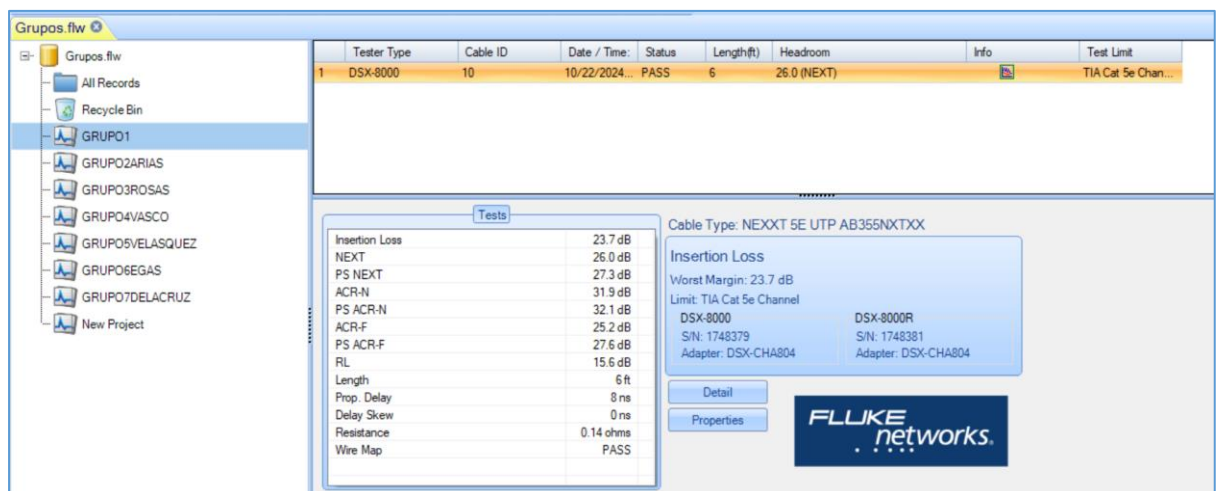 Grupos.flw
Grupos.flw
All Records
Recycle Bin
GRUPO1
GRUPO2ARIAS
GRUPO3ROSAS
GRUPO4VASCO
GRUPO5VELASQUEZ
GRUPO6EGAS
GRUPO7DELACRUZ
New Project
Tester Type Cable ID Date / Time: Status Length(ft) Headroom Info Test Limit
1 DSX-8000 10 10/22/2024... PASS 6 26.0 (NEXT) TIA Cat 5e Chan...
Tests
Insertion Loss 23.7 dB
NEXT 26.0 dB
PS NEXT 27.3 dB
ACR-N 31.9 dB
PS ACR-N 32.1 dB
ACR-F 25.2 dB
PS ACR-F 27.6 dB
RL 15.6 dB
Length 6 ft
Prop. Delay 8 ns
Delay Skew 0 ns
Resistance 0.14 ohms
Wire Map PASS
Cable Type: NEXXT 5E UTP AB355NXTXX
Insertion Loss
Worst Margin: 23.7 dB
Limit: TIA Cat 5e Channel
DSX-8000 DSX-8000R
S/N: 1748379 S/N: 1748381
Adapter: DSX-CHA804 Adapter: DSX-CHA804
Detail
Properties
FLUKE
networks.